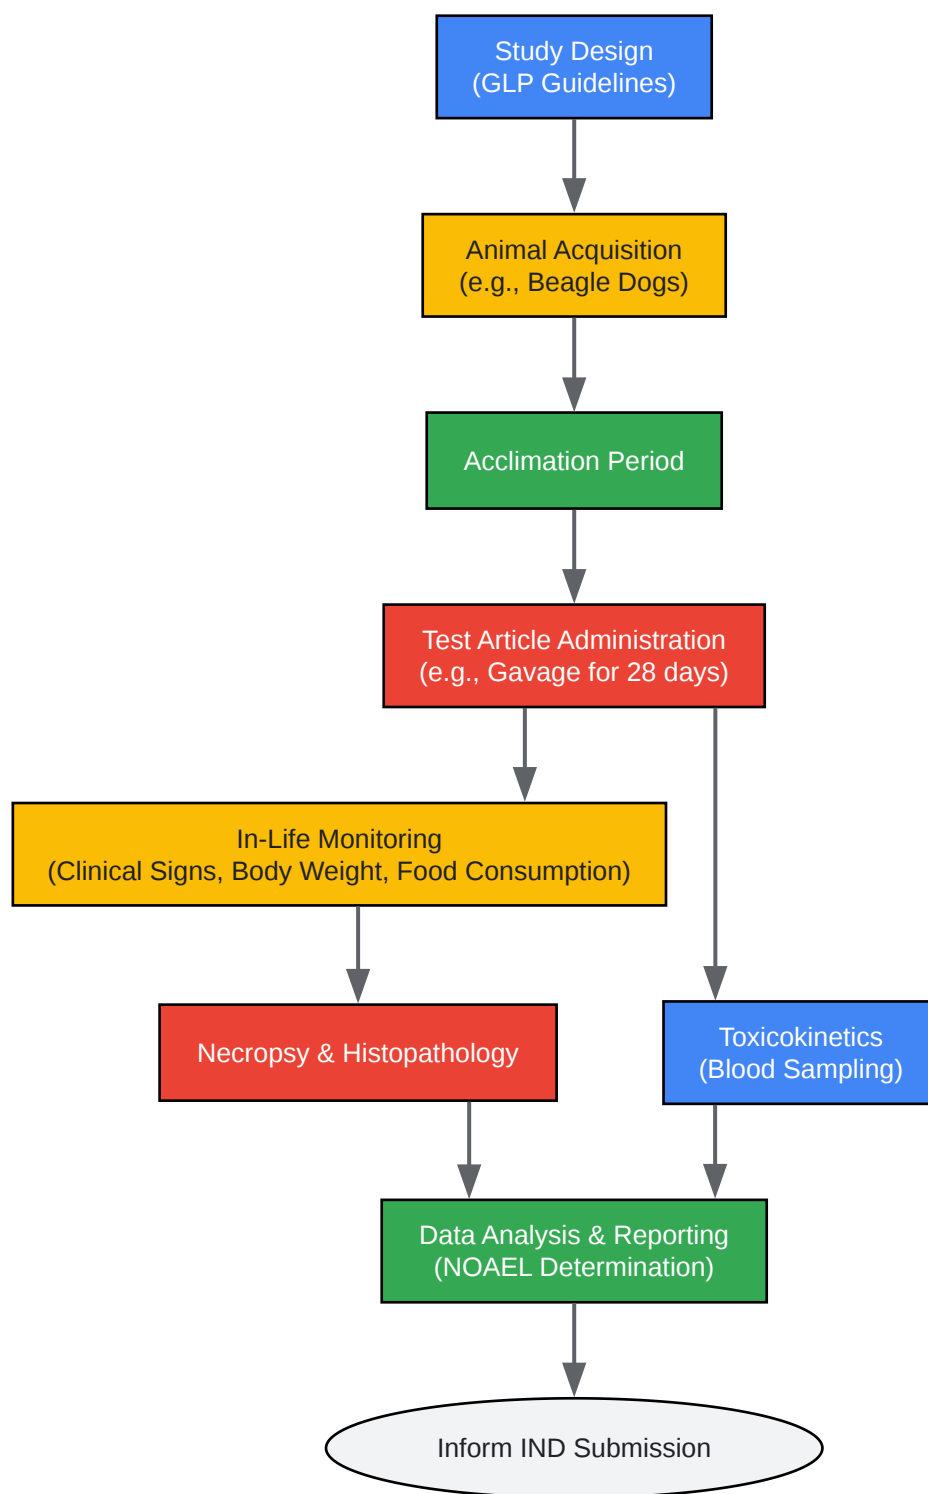 Study Design
(GLP Guidelines)
Animal Acquisition
(e.g., Beagle Dogs)
Acclimation Period
Test Article Administration
(e.g., Gavage for 28 days)
In-Life Monitoring
(Clinical Signs, Body Weight, Food Consumption)
Necropsy & Histopathology
Toxicokinetics
(Blood Sampling)
Data Analysis & Reporting
(NOAEL Determination)
Inform IND Submission